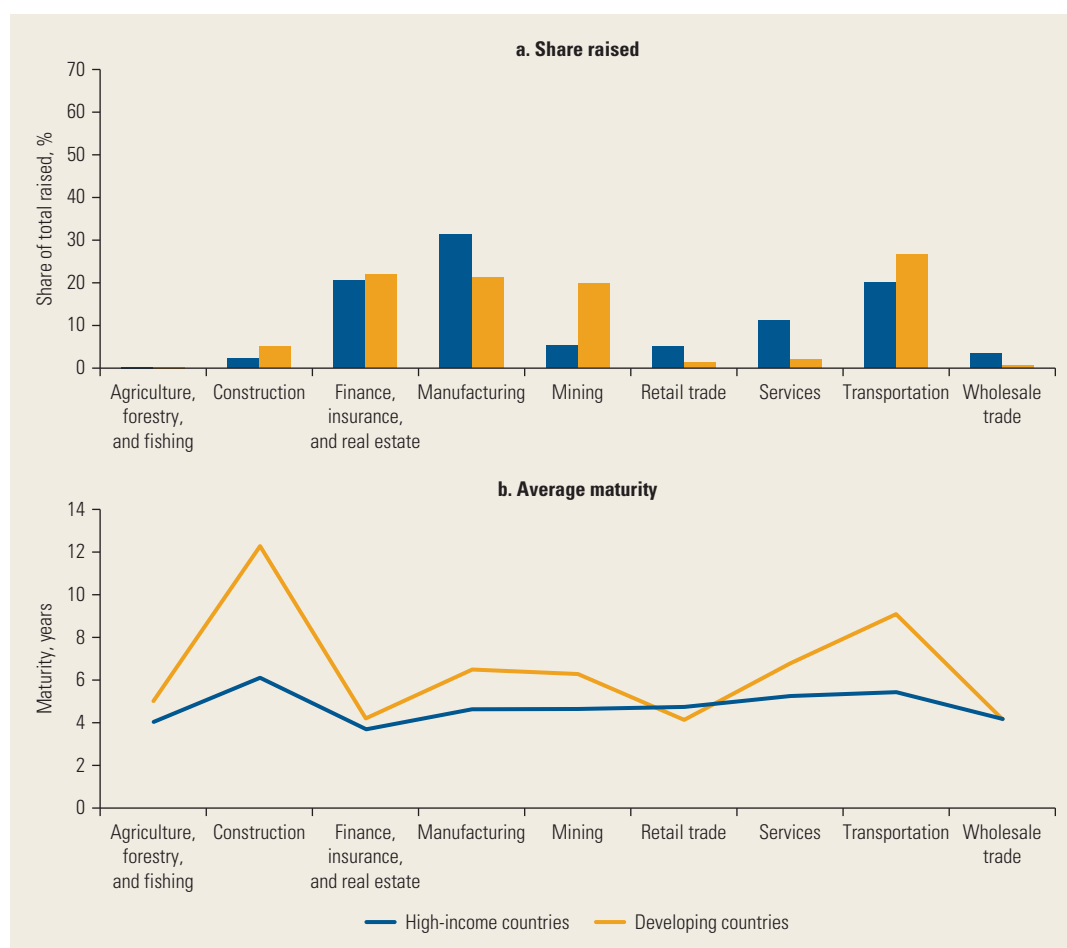 a. Share raised
Share of total raised, %
70
60
50
40
30
20
10
0
Agriculture,
forestry,
and fishing
Construction
Finance,
insurance,
and real estate
Manufacturing
Mining
Retail trade
Services
Transportation
Wholesale
trade
b. Average maturity
Maturity, years
14
12
10
8
6
4
2
0
Agriculture,
forestry,
and fishing
Construction
Finance,
insurance,
and real estate
Manufacturing
Mining
Retail trade
Services
Transportation
Wholesale
trade
High-income countries
Developing countries